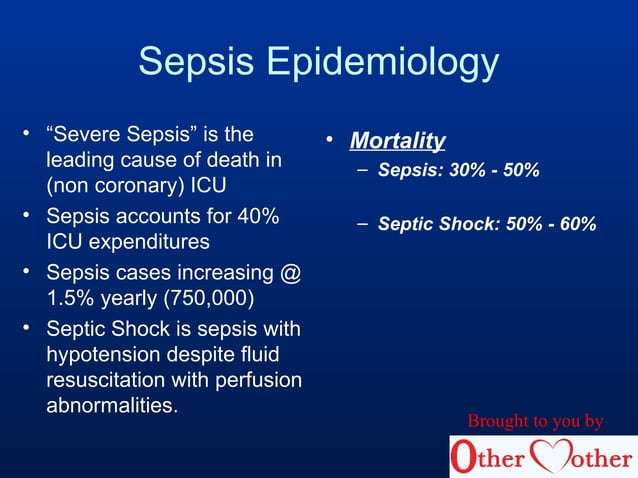 Sepsis Epidemiology
• “Severe Sepsis” is the
leading cause of death in
(non coronary) ICU
• Sepsis accounts for 40%
ICU expenditures
• Sepsis cases increasing @
1.5% yearly (750,000)
• Septic Shock is sepsis with
hypotension despite fluid
resuscitation with perfusion
abnormalities.
• Mortality
– Sepsis: 30% - 50%
– Septic Shock: 50% - 60%
Brought to you by
Other Mother